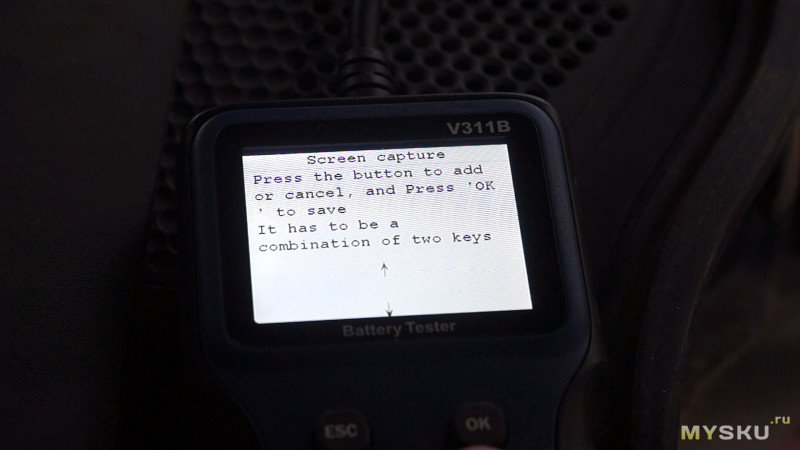 V311B
Screen capture
Press the button to add
or cancel, and Press 'OK
' to save
It has to be a
combination of two keys
Battery Tester
ESC
OK
MYSKU.ru